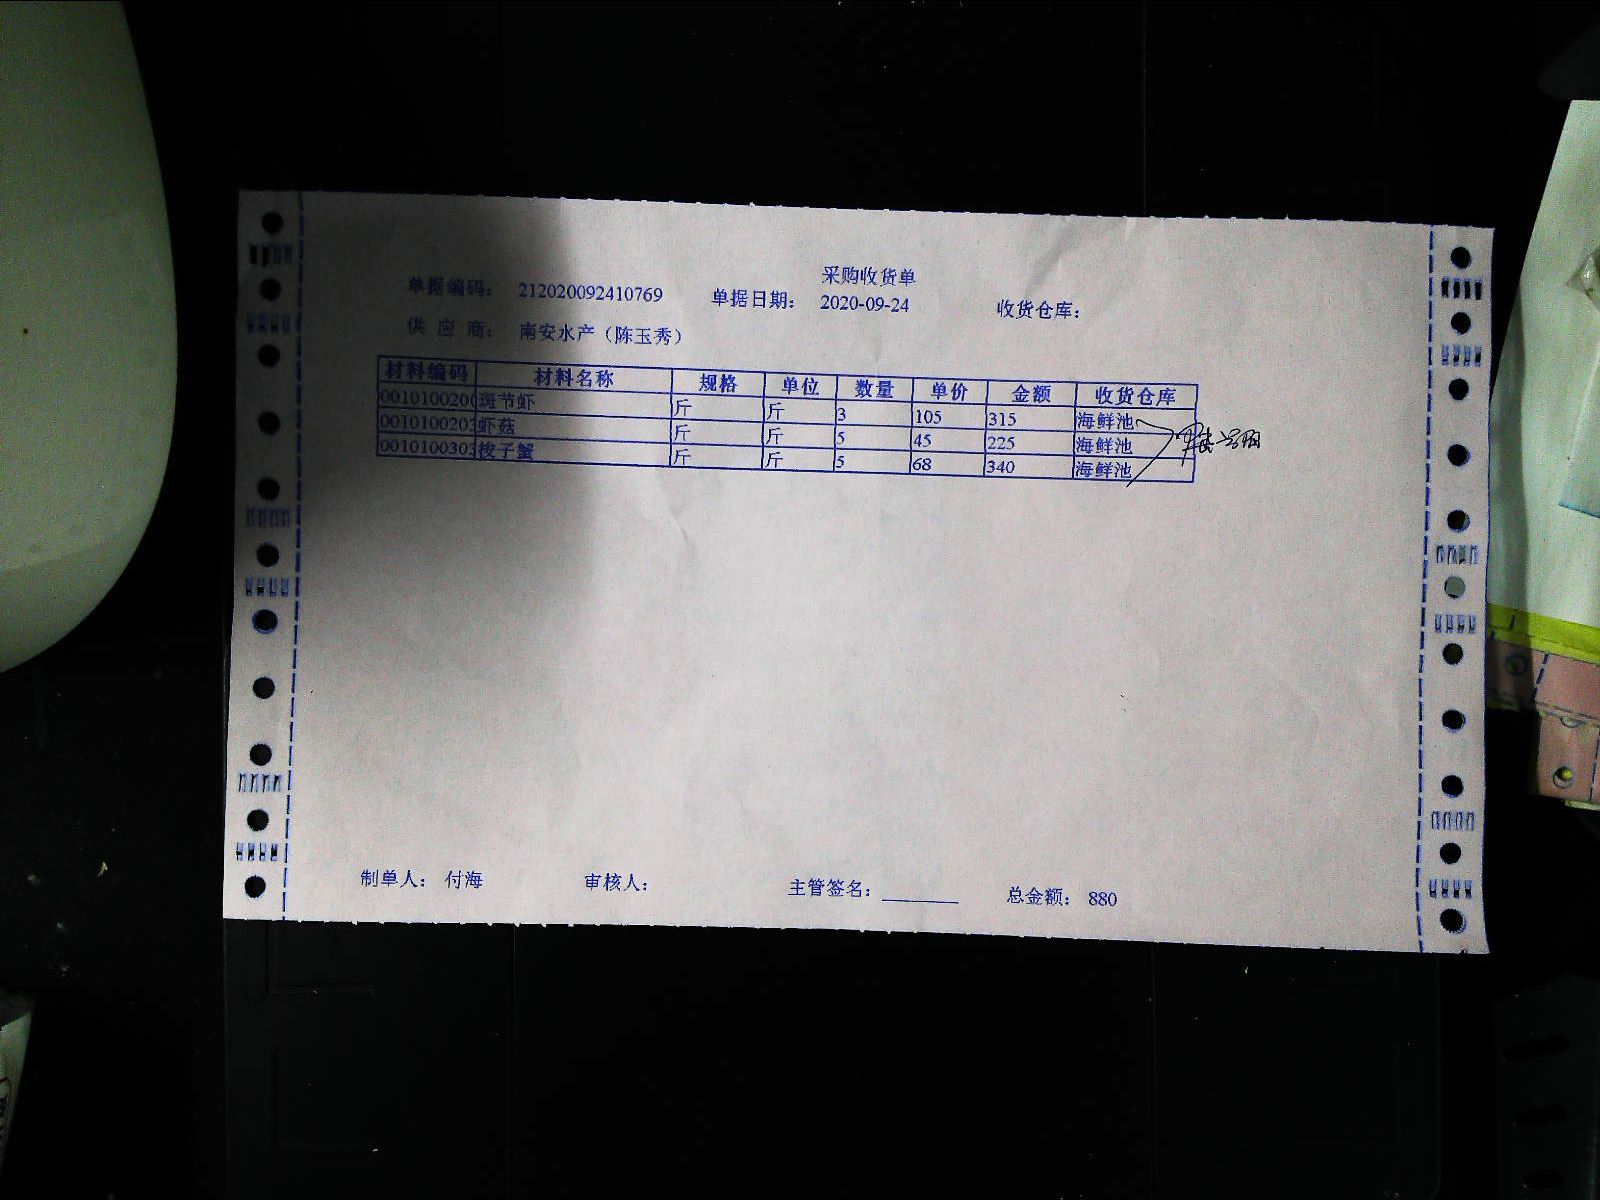 采购收货单
单据编码： 212020092410769 单据日期： 2020-09-24 收货仓库：
供 应 商： 南安水产（陈玉秀）
材料编码 材料名称 规格 单位 数量 单价 金额 收货仓库
0010100200 斑节虾 斤 斤 3 105 315 海鲜池
001010020 虾菇 斤 斤 5 45 225 海鲜池
001010030 梭子蟹 斤 斤 5 68 340 海鲜池
制单人： 付海 审核人： 主管签名： 总金额： 880